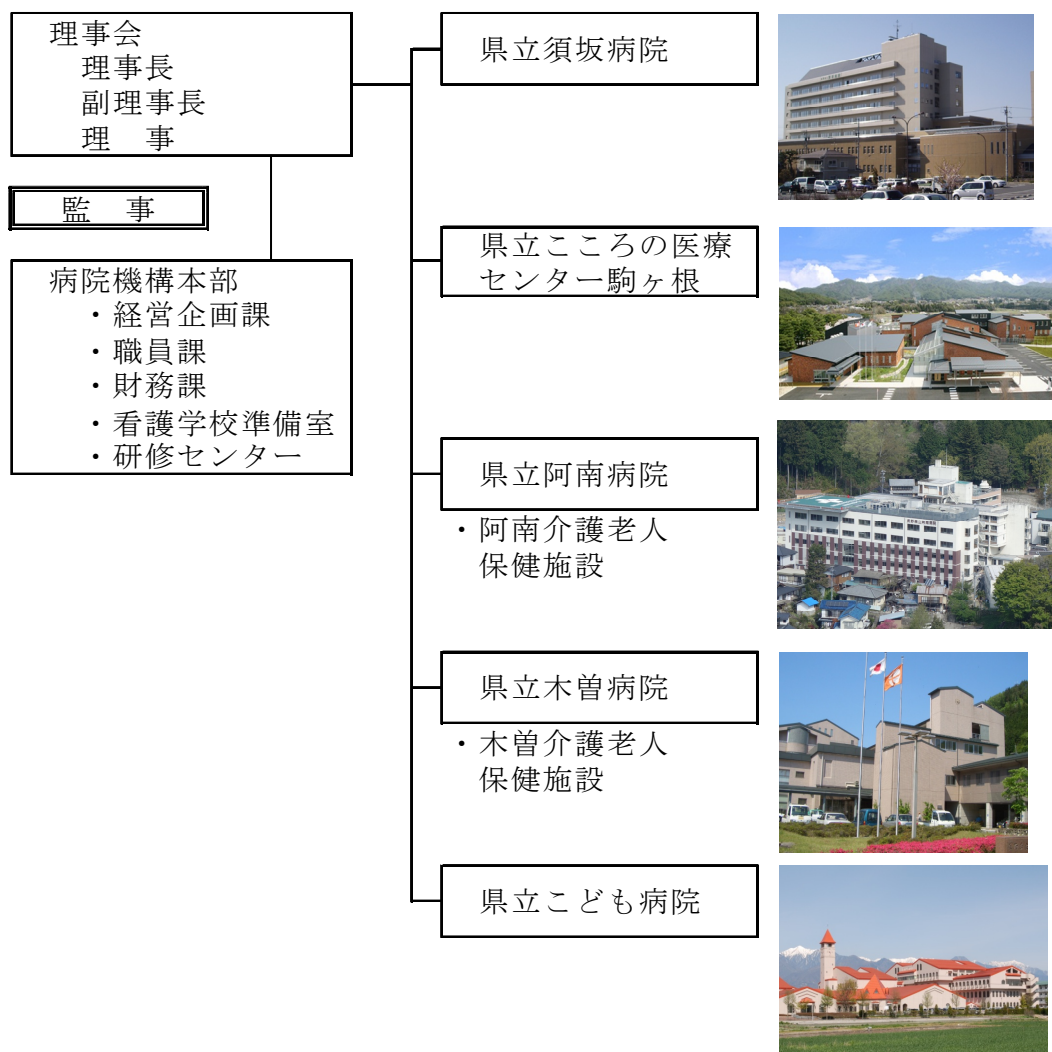 理事会
理事長
副理事長
理　事
監　事
病院機構本部
・経営企画課
・職員課
・財務課
・看護学校準備室
・研修センター
県立須坂病院
県立こころの医療
センター駒ヶ根
県立阿南病院
・阿南介護老人
保健施設
県立木曽病院
・木曽介護老人
保健施設
県立こども病院